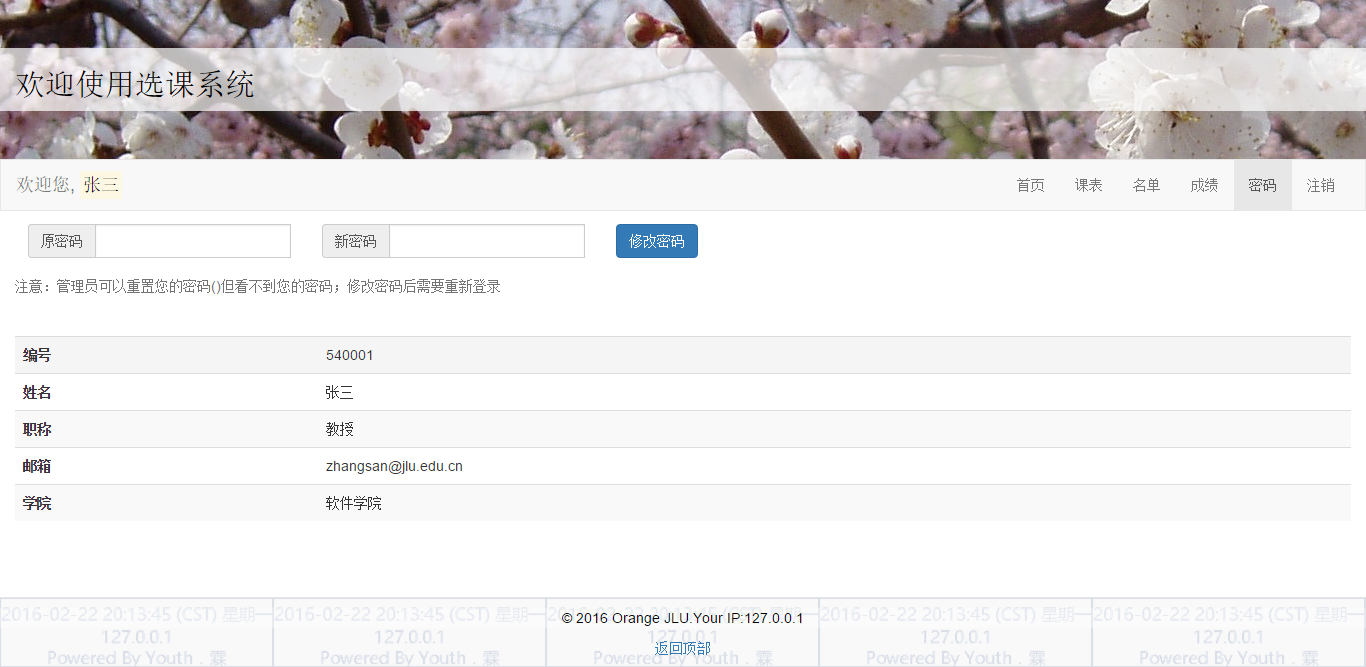 欢迎使用选课系统
欢迎您, 张三 首页 课表 名单 成绩 密码 注销
原密码 新密码 修改密码
注意：管理员可以重置您的密码()但看不到您的密码；修改密码后需要重新登录
编号 540001
姓名 张三
职称 教授
邮箱 zhangsan@jlu.edu.cn
学院 软件学院
© 2016 Orange JLU.Your IP:127.0.0.1
返回顶部
2016-02-22 20:13:45 (CST) 星期一 2016-02-22 20:13:45 (CST) 星期一 2016-02-22 20:13:45 (CST) 星期一 2016-02-22 20:13:45 (CST) 星期一 2016-02-22 20:13:45 (CST) 星期一
127.0.0.1 127.0.0.1 127.0.0.1 127.0.0.1 127.0.0.1
Powered By Youth . 霖 Powered By Youth . 霖 Powered By Youth . 霖 Powered By Youth . 霖 Powered By Youth . 霖